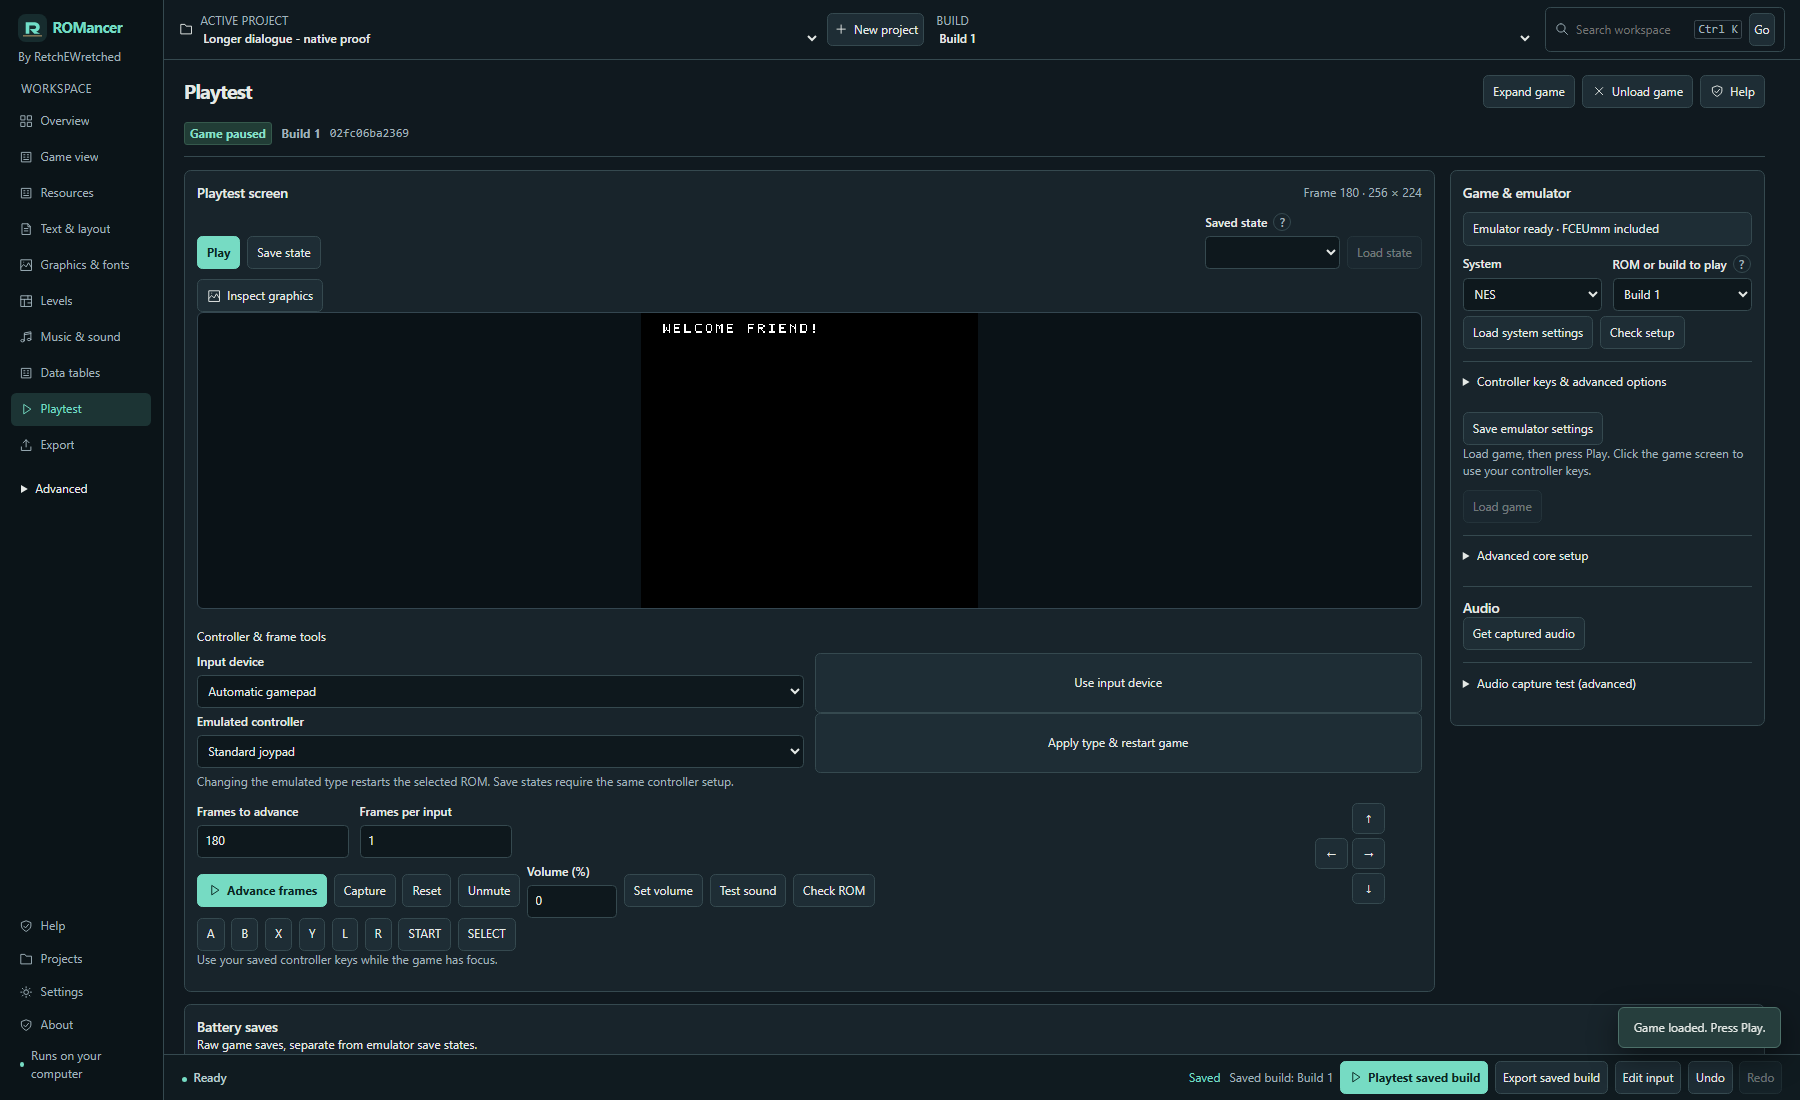 ROMancer
By RetchEWretched
WORKSPACE
Overview
Game view
Resources
Text & layout
Graphics & fonts
Levels
Music & sound
Data tables
Playtest
Export
Advanced
Help
Projects
Settings
About
Runs on your
computer
ACTIVE PROJECT
Longer dialogue - native proof
New project
BUILD
Build 1
Search workspace
Ctrl K
Go
Playtest
Expand game
Unload game
Help
Game paused
Build 1
02fc06ba2369
Playtest screen
Frame 180 · 256 × 224
Saved state ?
Play
Save state
Load state
Inspect graphics
WELCOME FRIEND!
Controller & frame tools
Input device
Automatic gamepad
Use input device
Emulated controller
Standard joypad
Apply type & restart game
Changing the emulated type restarts the selected ROM. Save states require the same controller setup.
Frames to advance
Frames per input
180
1
↑
← →
↓
Advance frames
Capture
Reset
Unmute
Volume (%)
0
Set volume
Test sound
Check ROM
A
B
X
Y
L
R
START
SELECT
Use your saved controller keys while the game has focus.
Battery saves
Raw game saves, separate from emulator save states.
Game & emulator
Emulator ready · FCEUmm included
System
ROM or build to play ?
NES
Build 1
Load system settings
Check setup
Controller keys & advanced options
Save emulator settings
Load game, then press Play. Click the game screen to
use your controller keys.
Load game
Advanced core setup
Audio
Get captured audio
Audio capture test (advanced)
Game loaded. Press Play.
Ready
Saved
Saved build: Build 1
Playtest saved build
Export saved build
Edit input
Undo
Redo